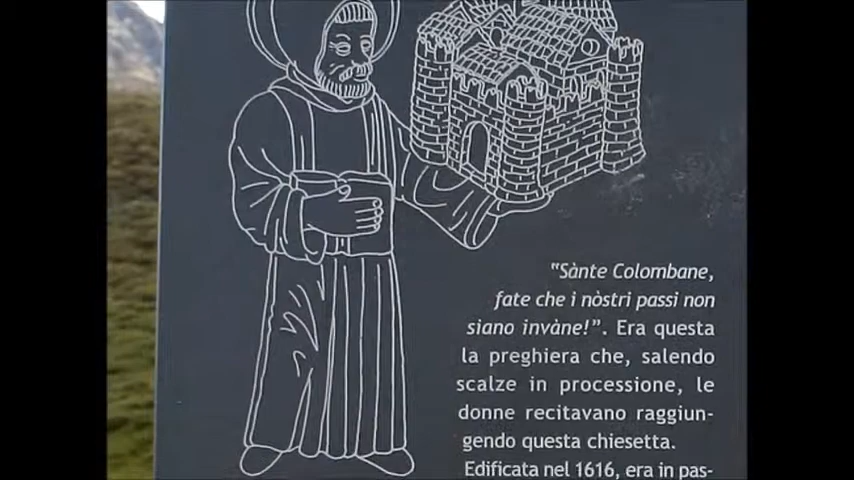 "Sànte Colombane,
fate che i nòstri passi non
siano invàne!". Era questa
la preghiera che, salendo
scalze in processione, le
donne recitavano raggiun-
gendo questa chiesetta.
Edificata nel 1616, era in pas-